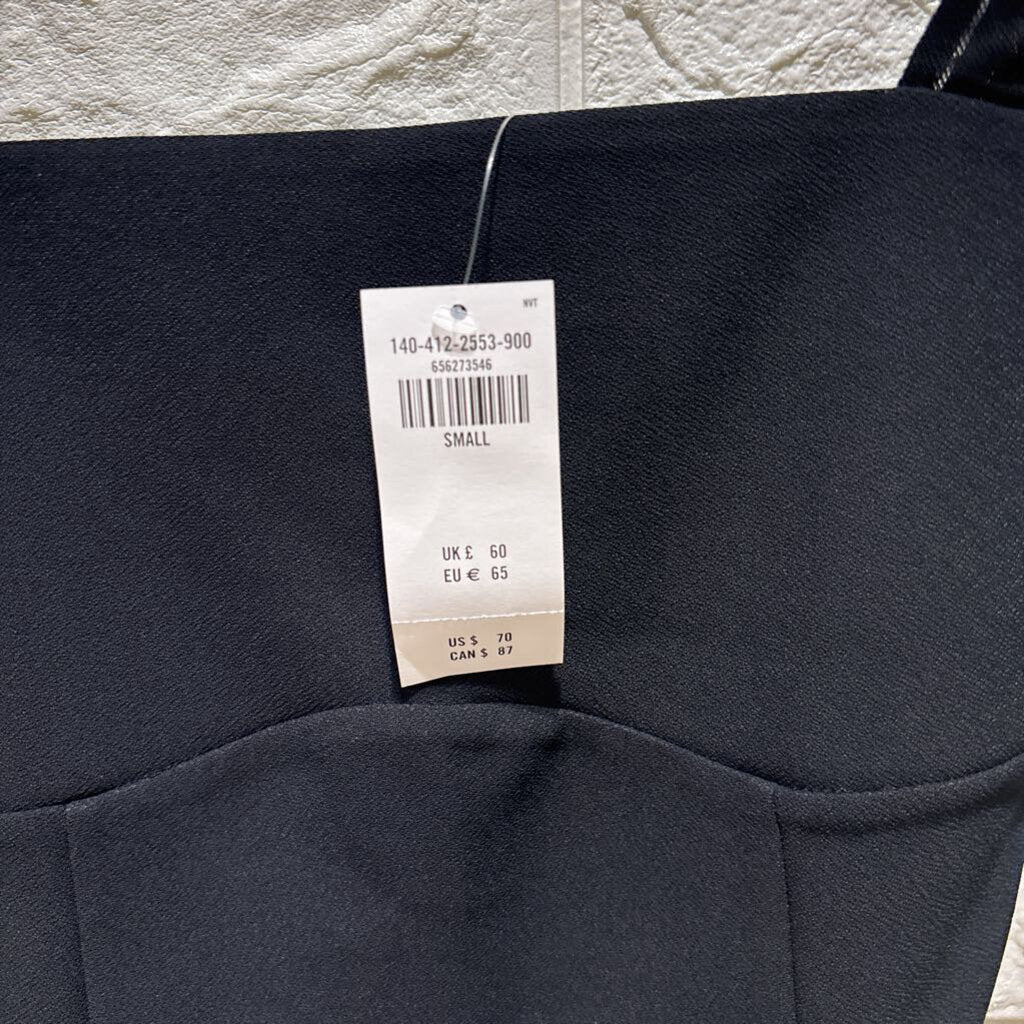 NVT
140-412-2553-900
656273546
SMALL
UK £ 60
EU € 65
US $ 70
CAN $ 87